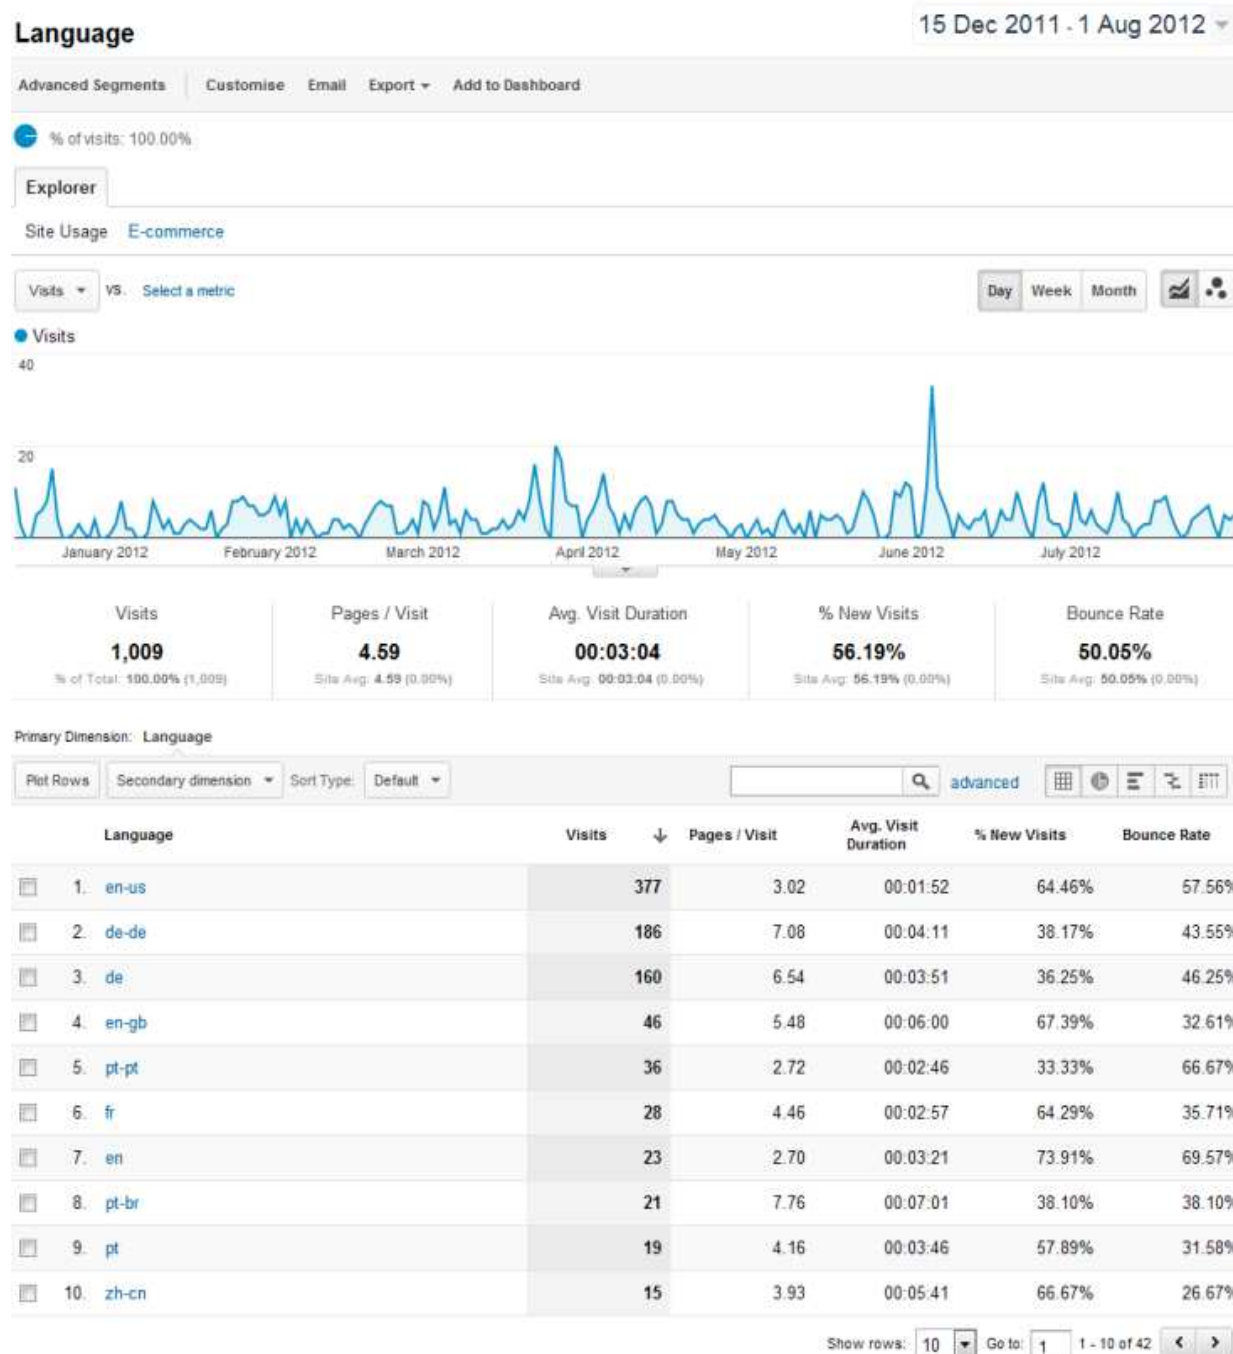 Language
15 Dec 2011 - 1 Aug 2012
Advanced Segments Customise Email Export Add to Dashboard
% of visits: 100.00%
Explorer
Site Usage E-commerce
Visits VS. Select a metric Day Week Month
Visits
40
20
January 2012 February 2012 March 2012 April 2012 May 2012 June 2012 July 2012
Visits Pages / Visit Avg. Visit Duration % New Visits Bounce Rate
1,009 4.59 00:03:04 56.19% 50.05%
% of Total: 100.00% (1,009) Site Avg: 4.59 (0.00%) Site Avg: 00:03:04 (0.00%) Site Avg: 56.19% (0.00%) Site Avg: 50.05% (0.00%)
Primary Dimension: Language
Plot Rows Secondary dimension Sort Type: Default advanced
Language Visits Pages / Visit Avg. Visit Duration % New Visits Bounce Rate
1. en-us 377 3.02 00:01:52 64.46% 57.56%
2. de-de 186 7.08 00:04:11 38.17% 43.55%
3. de 160 6.54 00:03:51 36.25% 46.25%
4. en-gb 46 5.48 00:06:00 67.39% 32.61%
5. pt-pt 36 2.72 00:02:46 33.33% 66.67%
6. fr 28 4.46 00:02:57 64.29% 35.71%
7. en 23 2.70 00:03:21 73.91% 69.57%
8. pt-br 21 7.76 00:07:01 38.10% 38.10%
9. pt 19 4.16 00:03:46 57.89% 31.58%
10. zh-cn 15 3.93 00:05:41 66.67% 26.67%
Show rows: 10 Go to: 1 1 - 10 of 42